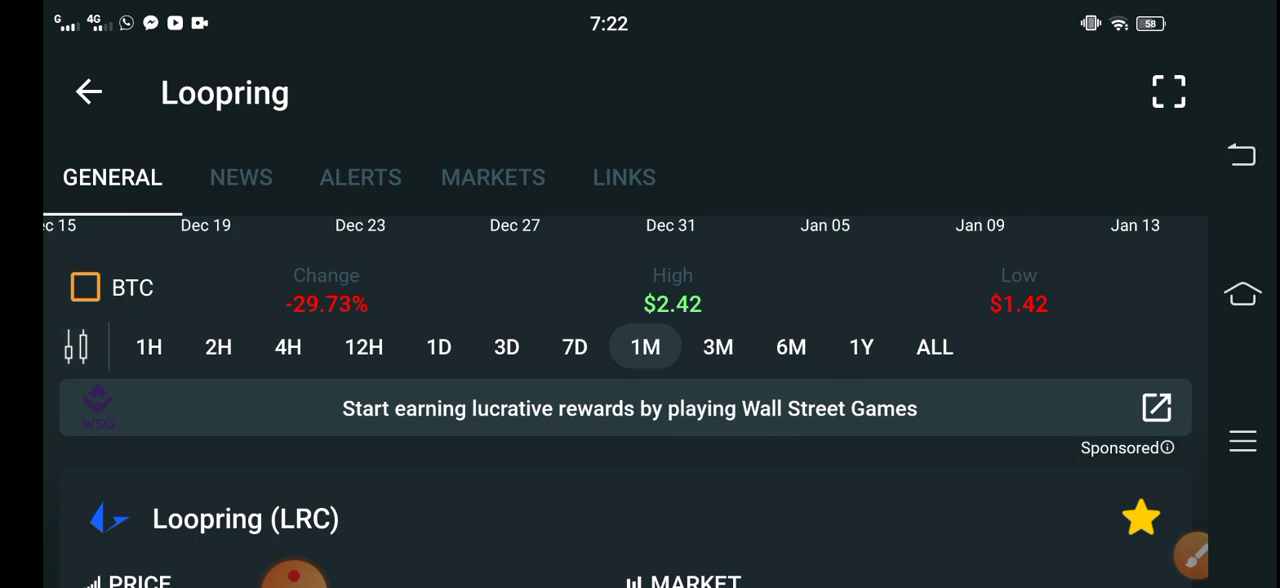 G 4G 7:22 58
Loopring
GENERAL NEWS ALERTS MARKETS LINKS
ec 15 Dec 19 Dec 23 Dec 27 Dec 31 Jan 05 Jan 09 Jan 13
BTC
Change High Low
-29.73% $2.42 $1.42
1H 2H 4H 12H 1D 3D 7D 1M 3M 6M 1Y ALL
WSG Start earning lucrative rewards by playing Wall Street Games
Sponsored
Loopring (LRC)
PRICE MARKET